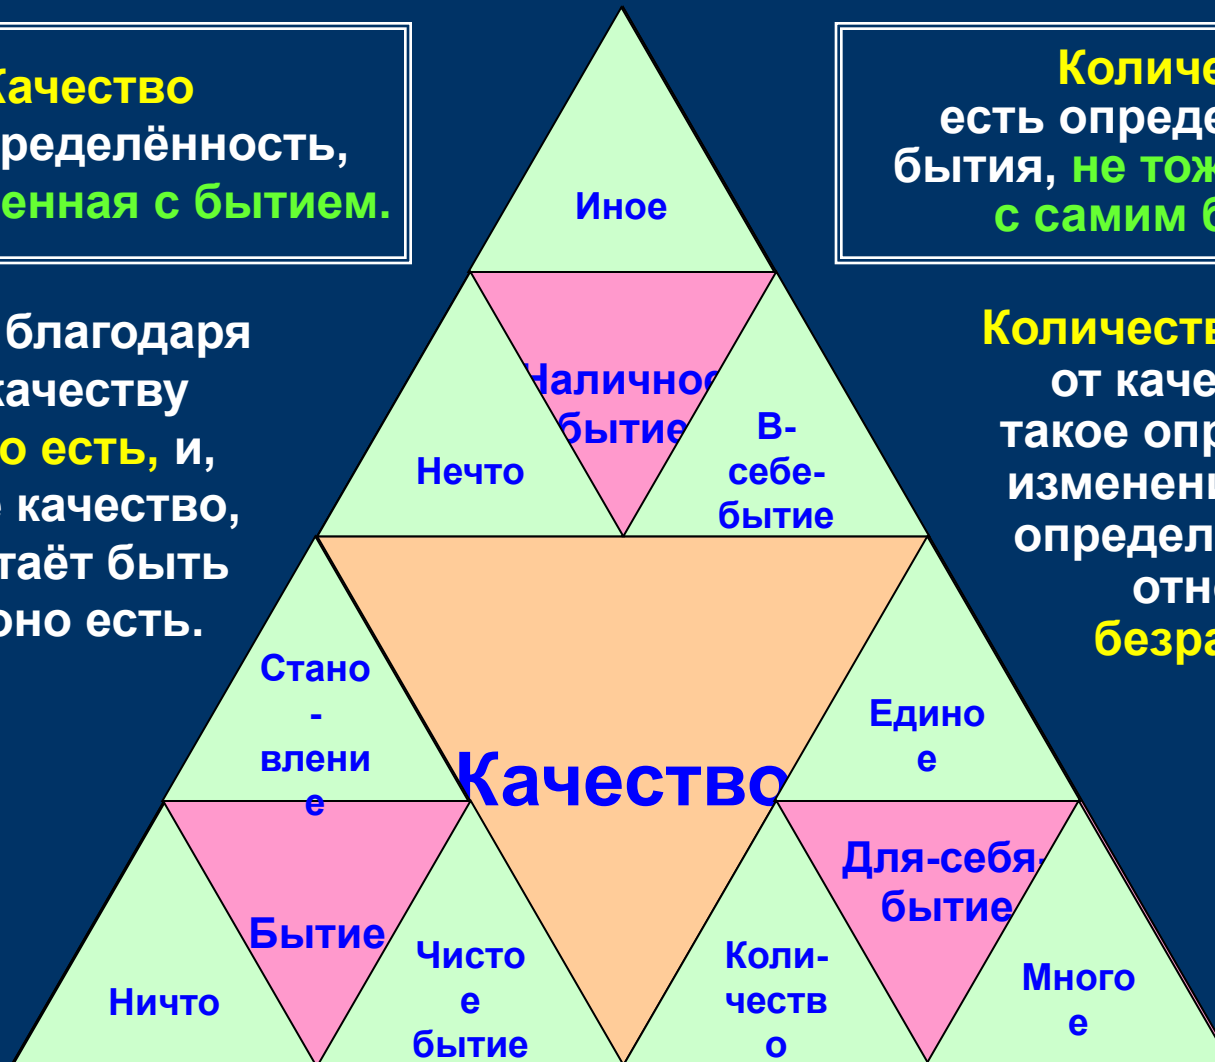 Качество
ределённость,
енная с бытием.
благодаря
качеству
о есть, и,
е качество,
таёт быть
оно есть.
Иное
Наличное
бытие
Нечто
В-
себе-
бытие
Стано
-
влени
е
Качество
Едино
е
Бытие
Для-себя-
бытие
Ничто
Чисто
е
бытие
Коли-
честв
о
Много
е
Количе
есть опреде
бытия, не тож
с самим б
Количеств
от каче
такое опр
изменени
определ
отн
безра